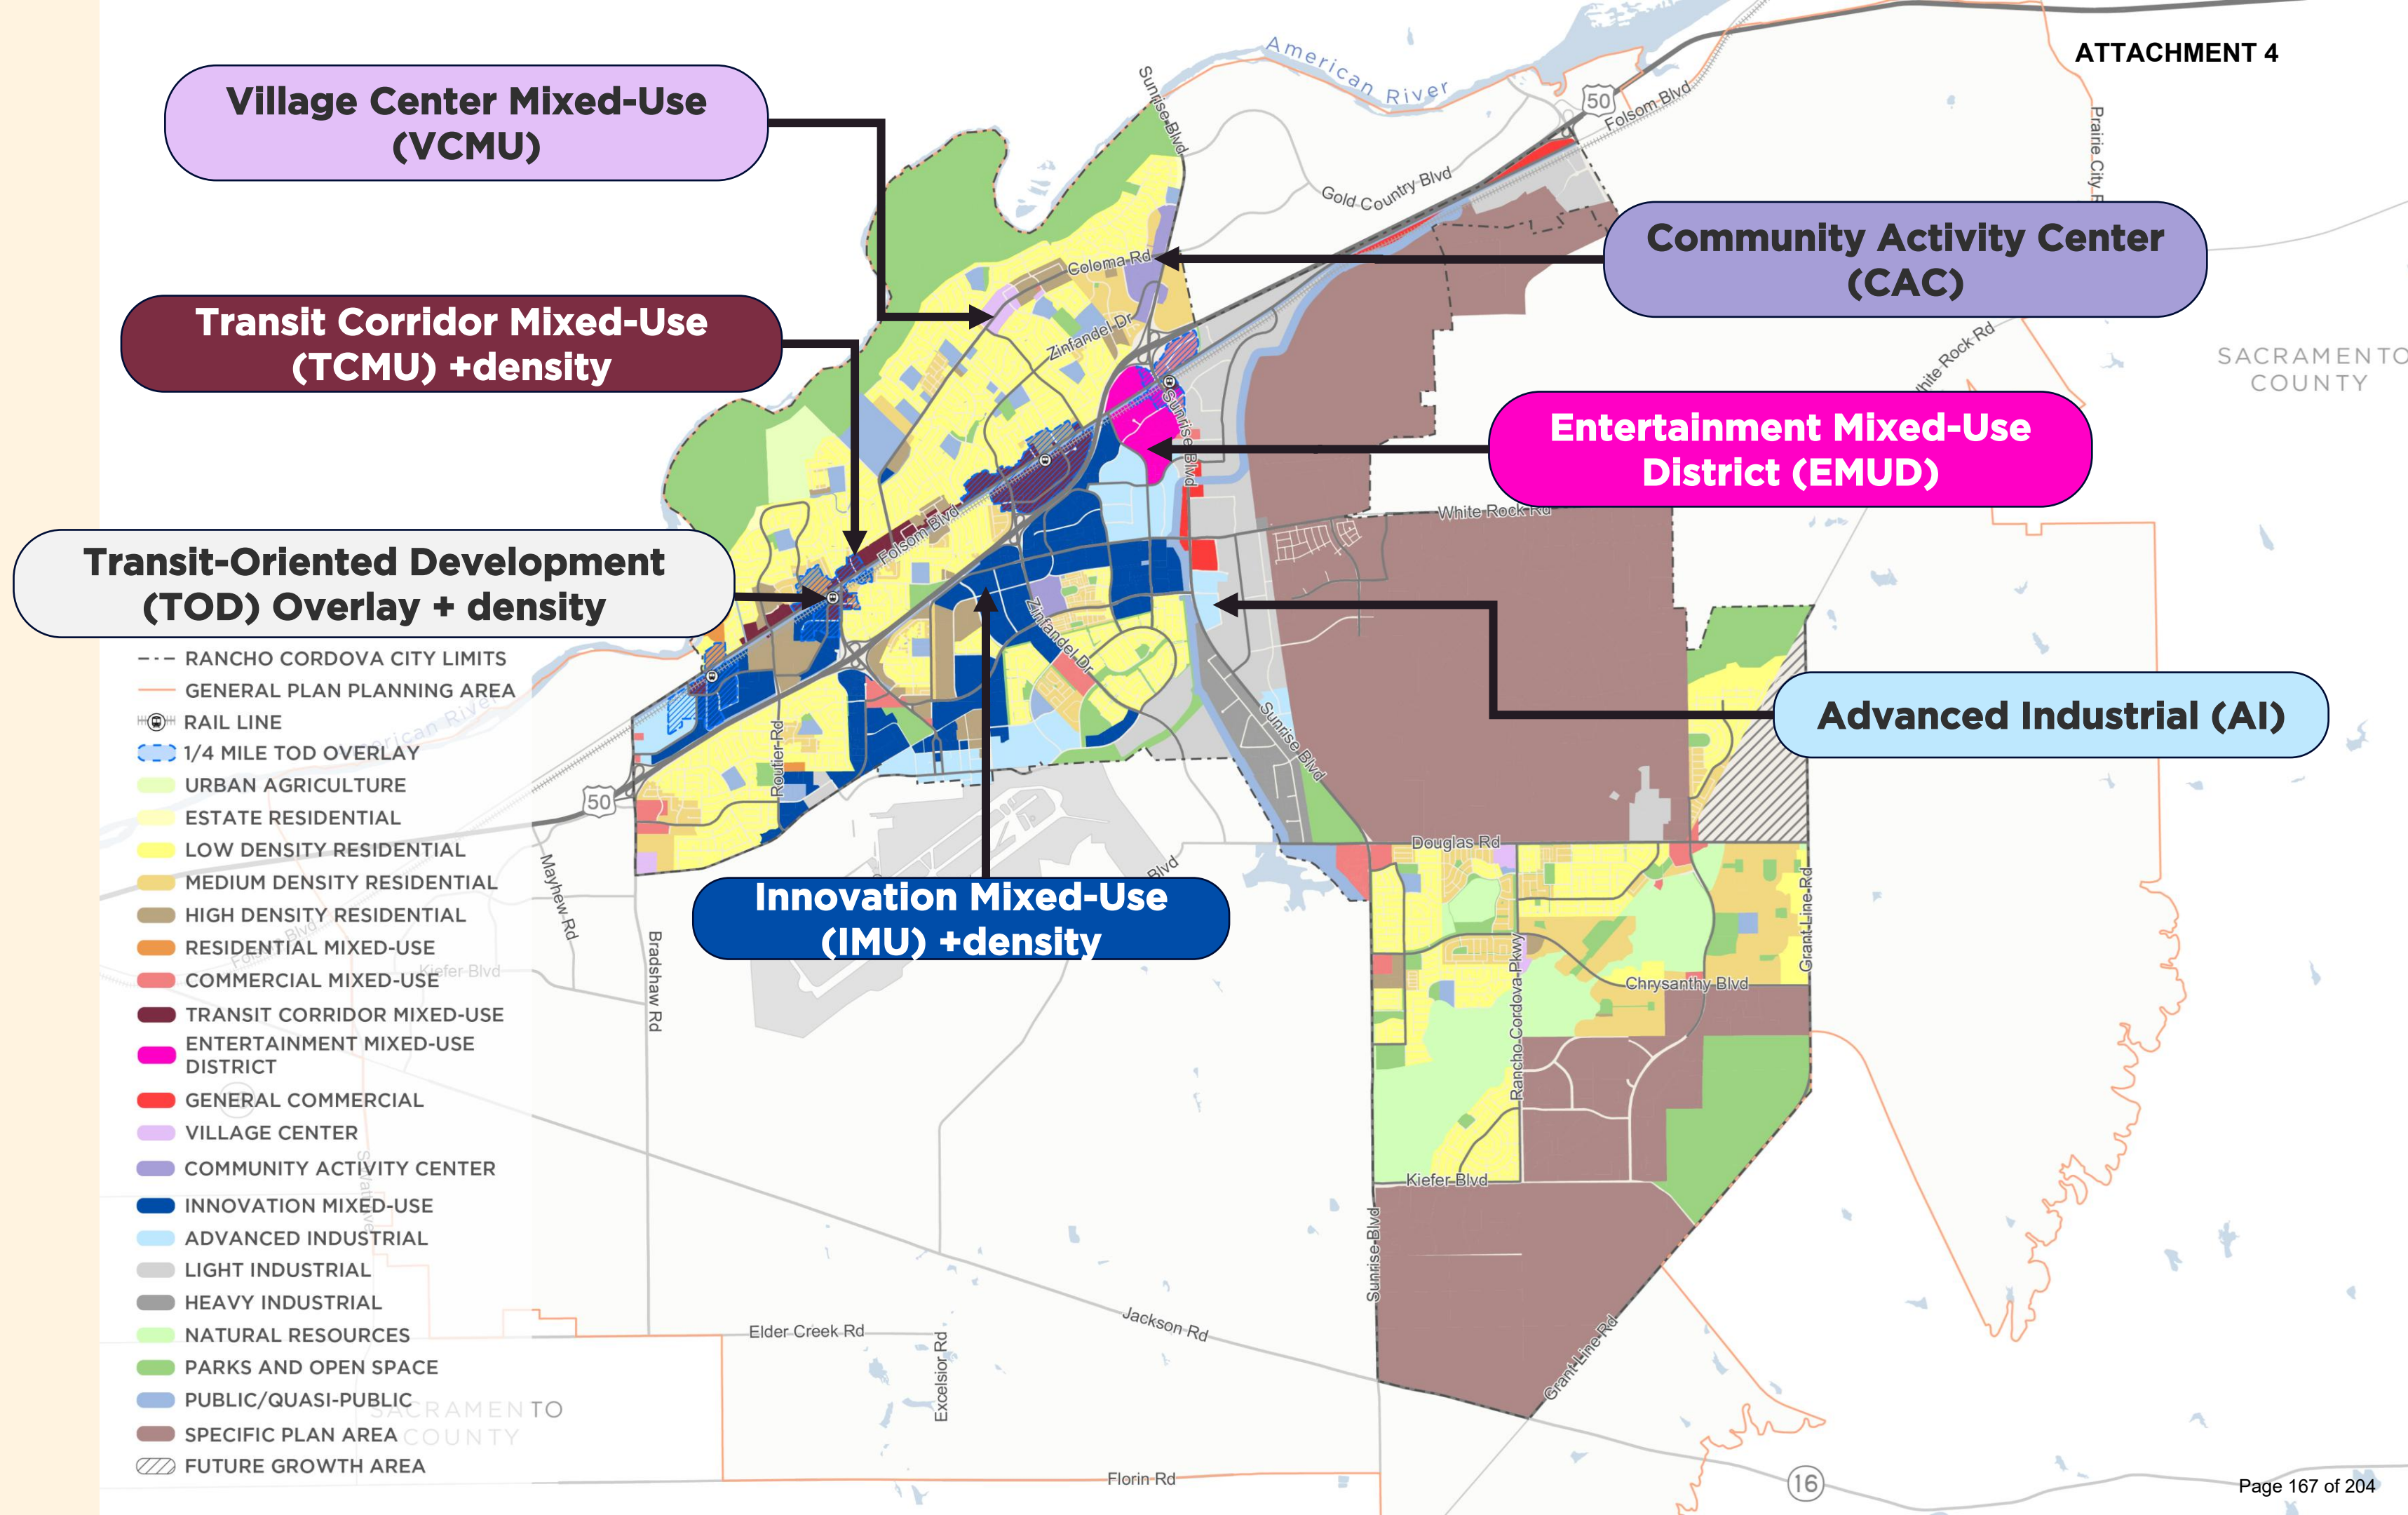 ATTACHMENT 4
American River
Sunrise Blvd
50
Folsom Blvd
Prairie City
Gold Country Blvd
Village Center Mixed-Use
(VCMU)
Community Activity Center
(CAC)
Coloma Rd
Zinfandel Dr
Transit Corridor Mixed-Use
(TCMU) +density
White Rock Rd
SACRAMENTO
COUNTY
Entertainment Mixed-Use
District (EMUD)
Sunrise Blvd
White Rock Rd
Folsom Blvd
Transit-Oriented Development
(TOD) Overlay + density
Zinfandel Dr
Advanced Industrial (AI)
Sunrise Blvd
Routier Rd
American River
50
Douglas Rd
Mayhew Rd
Blvd
Innovation Mixed-Use
(IMU) +density
Grant Line Rd
Bradshaw Rd
Rancho Cordova Pkwy
Chrysanthy Blvd
Kiefer Blvd
Kiefer Blvd
Sunrise Blvd
Jackson Rd
Elder Creek Rd
Excelsior Rd
Grant Line Rd
Florin Rd
16
RANCHO CORDOVA CITY LIMITS
GENERAL PLAN PLANNING AREA
RAIL LINE
1/4 MILE TOD OVERLAY
URBAN AGRICULTURE
ESTATE RESIDENTIAL
LOW DENSITY RESIDENTIAL
MEDIUM DENSITY RESIDENTIAL
HIGH DENSITY RESIDENTIAL
RESIDENTIAL MIXED-USE
COMMERCIAL MIXED-USE
TRANSIT CORRIDOR MIXED-USE
ENTERTAINMENT MIXED-USE
DISTRICT
GENERAL COMMERCIAL
VILLAGE CENTER
COMMUNITY ACTIVITY CENTER
INNOVATION MIXED-USE
ADVANCED INDUSTRIAL
LIGHT INDUSTRIAL
HEAVY INDUSTRIAL
NATURAL RESOURCES
PARKS AND OPEN SPACE
PUBLIC/QUASI-PUBLIC
SPECIFIC PLAN AREA
FUTURE GROWTH AREA
SACRAMENTO
COUNTY
Page 167 of 204